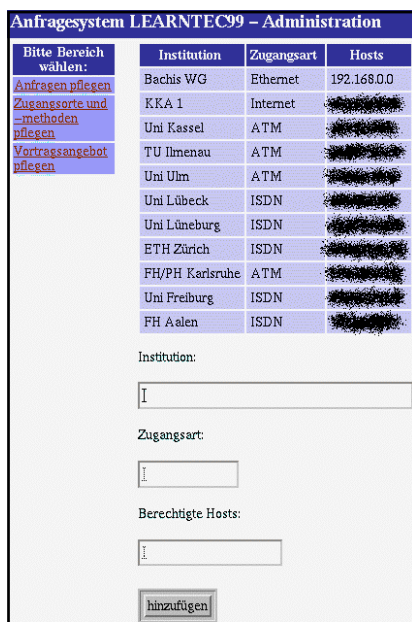 Anfragesystem LEARNTEC99 – Administration
Bitte Bereich
wählen:
Anfragen pflegen
Zugangsorte und
–methoden
pflegen
Vortragsangebot
pflegen
Institution Zugangsart Hosts
Bachis WG Ethernet 192.168.0.0
KKA 1 Internet
Uni Kassel ATM
TU Ilmenau ATM
Uni Ulm ATM
Uni Lübeck ISDN
Uni Lüneburg ISDN
ETH Zürich ISDN
FH/PH Karlsruhe ATM
Uni Freiburg ISDN
FH Aalen ISDN
Institution:
Zugangsart:
Berechtigte Hosts:
hinzufügen